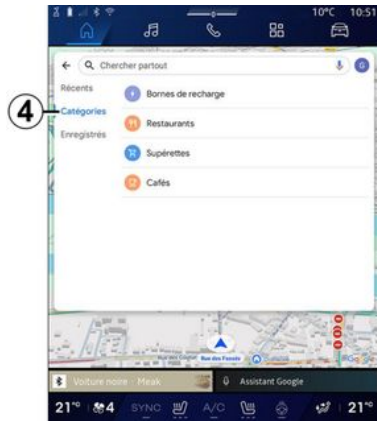 10°C 10:51
Chercher partout
G
Récents
Catégories
Enregistrés
Bornes de recharge
Restaurants
Supérettes
Cafés
4
Rue des Fossés
Voiture noire · Meak
Assistant Google
21°C 4 SYNC A/C 21°C